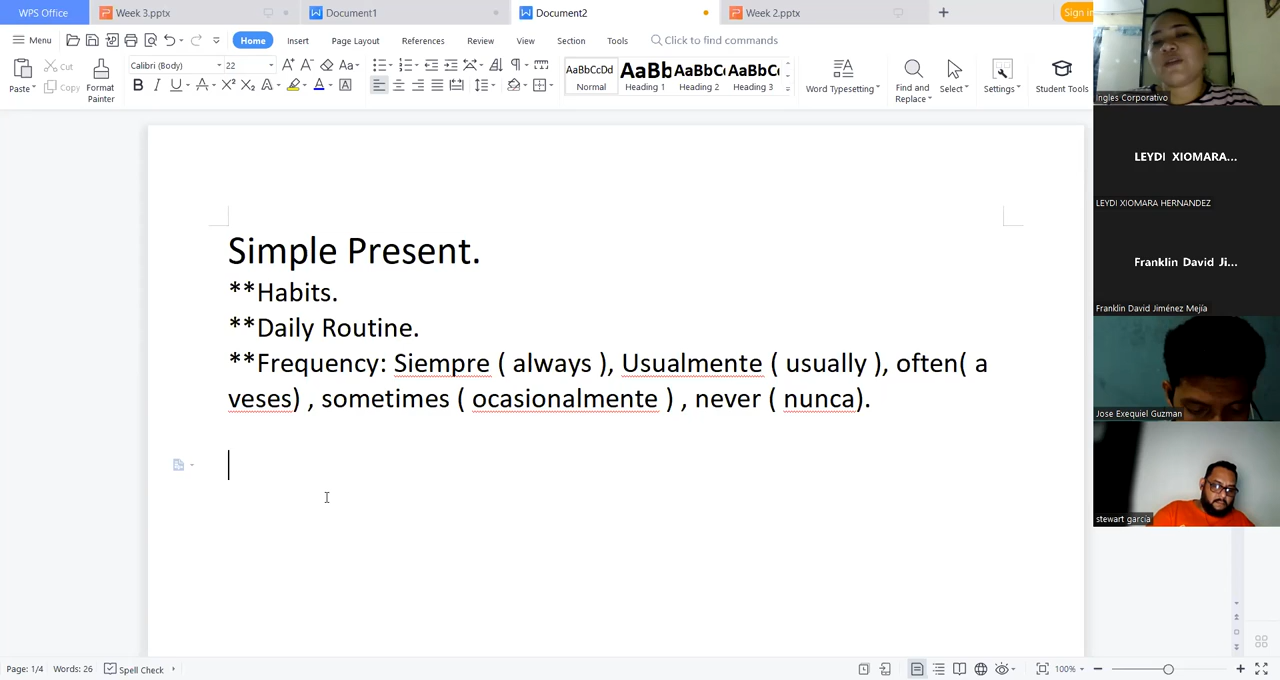 WPS Office Week 3.pptx Document1 Document2 Week 2.pptx Sign in
Menu Home Insert Page Layout References Review View Section Tools Click to find commands
Paste Cut Copy Format Painter Calibri (Body) 22 AaBbCcDd Normal AaBb Heading 1 AaBbC Heading 2 AaBbC Heading 3 Word Typesetting Find and Replace Select Settings Student Tools
Simple Present.
**Habits.
**Daily Routine.
**Frequency: Siempre ( always ), Usualmente ( usually ), often( a
veses) , sometimes ( ocasionalmente ) , never ( nunca).
Ingles Corporativo
LEYDI XIOMARA...
LEYDI XIOMARA HERNANDEZ
Franklin David Ji...
Franklin David Jiménez Mejía
Jose Exequiel Guzman
stewart garcia
Page: 1/4 Words: 26 Spell Check 100%